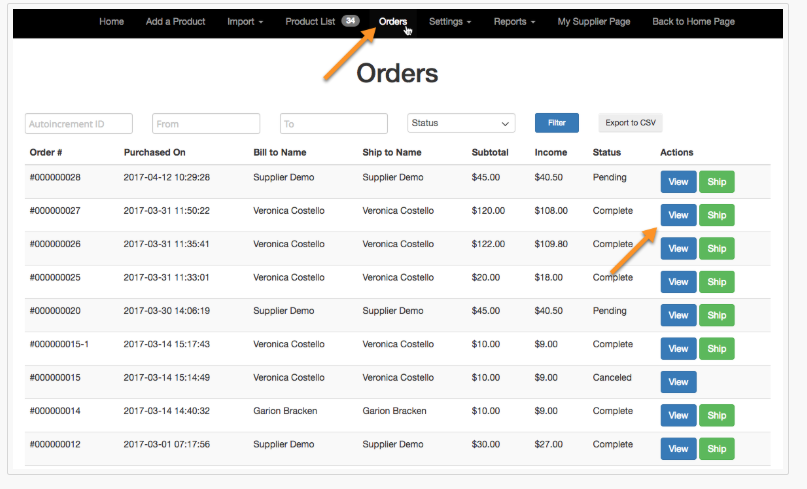 Home Add a Product Import Product List 34 Orders Settings Reports My Supplier Page Back to Home Page
Orders
Autoincrement ID From To Status Filter Export to CSV
Order # Purchased On Bill to Name Ship to Name Subtotal Income Status Actions
#000000028 2017-04-12 10:29:28 Supplier Demo Supplier Demo $45.00 $40.50 Pending View Ship
#000000027 2017-03-31 11:50:22 Veronica Costello Veronica Costello $120.00 $108.00 Complete View Ship
#000000026 2017-03-31 11:35:41 Veronica Costello Veronica Costello $122.00 $109.80 Complete View Ship
#000000025 2017-03-31 11:33:01 Veronica Costello Veronica Costello $20.00 $18.00 Complete View Ship
#000000020 2017-03-30 14:06:19 Supplier Demo Supplier Demo $45.00 $40.50 Pending View Ship
#000000015-1 2017-03-14 15:17:43 Veronica Costello Veronica Costello $10.00 $9.00 Complete View Ship
#000000015 2017-03-14 15:14:49 Veronica Costello Veronica Costello $10.00 $9.00 Canceled View
#000000014 2017-03-14 14:40:32 Garion Bracken Garion Bracken $10.00 $9.00 Complete View Ship
#000000012 2017-03-01 07:17:56 Supplier Demo Supplier Demo $30.00 $27.00 Complete View Ship